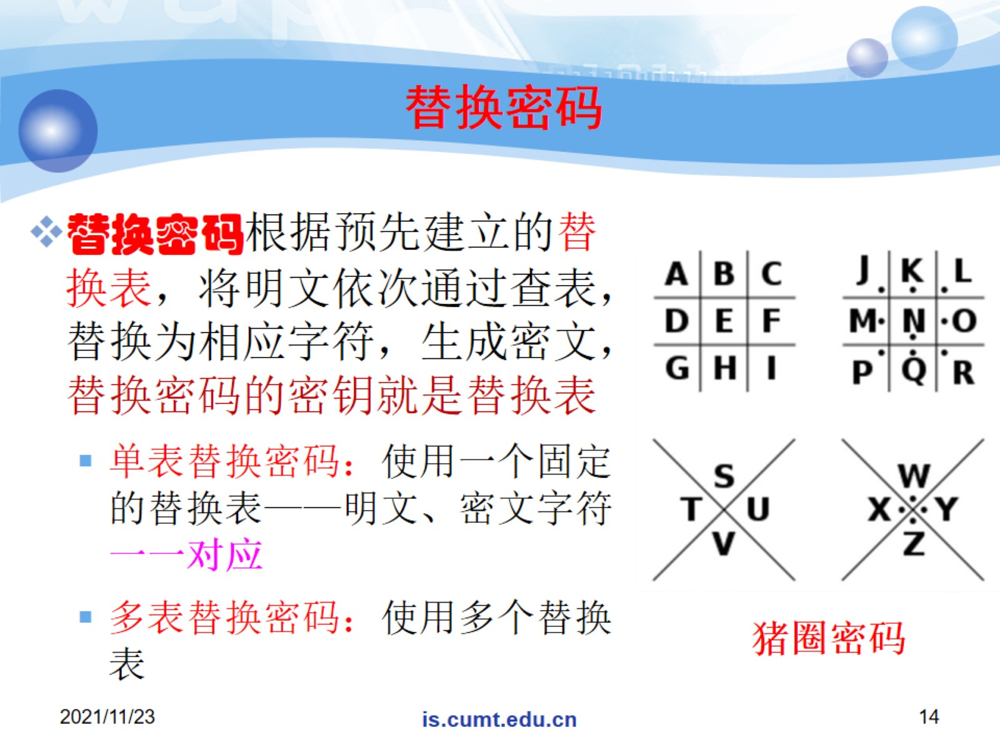 替换密码
替换密码根据预先建立的替
换表，将明文依次通过查表，
替换为相应字符，生成密文，
替换密码的密钥就是替换表
单表替换密码：使用一个固定
的替换表——明文、密文字符
一一对应
多表替换密码：使用多个替换
表
A B C
D E F
G H I
J K L
M N O
P Q R
S
T U
V
W
X Y
Z
猪圈密码
2021/11/23
is.cumt.edu.cn
14